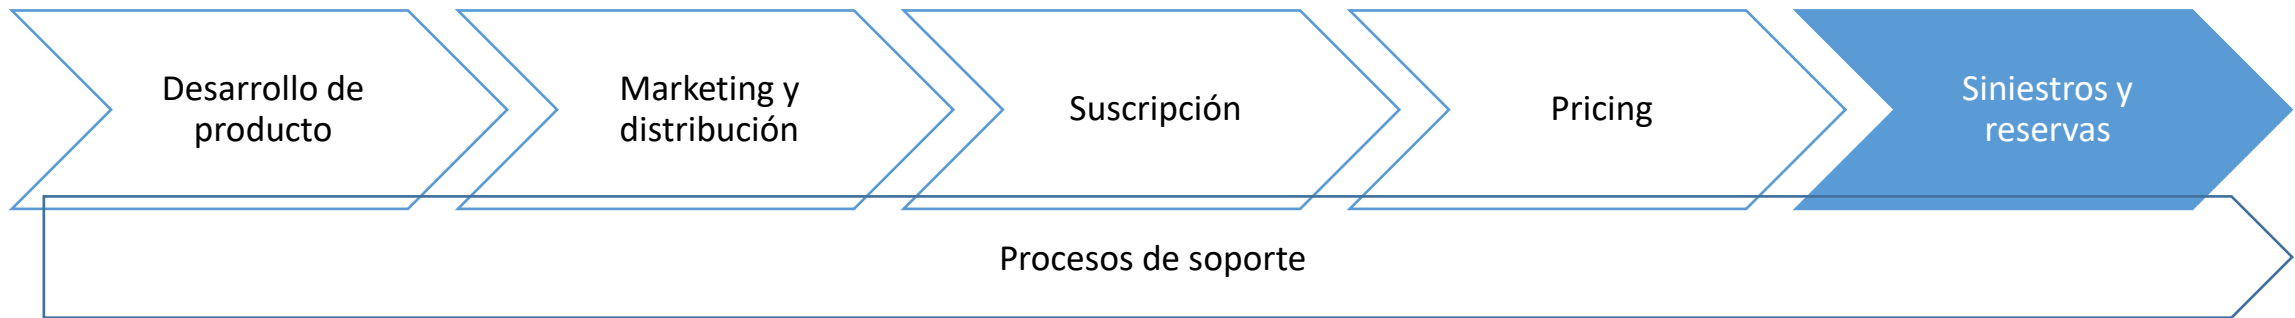 Desarrollo de
producto
Marketing y
distribución
Suscripción
Pricing
Siniestros y
reservas
Procesos de soporte